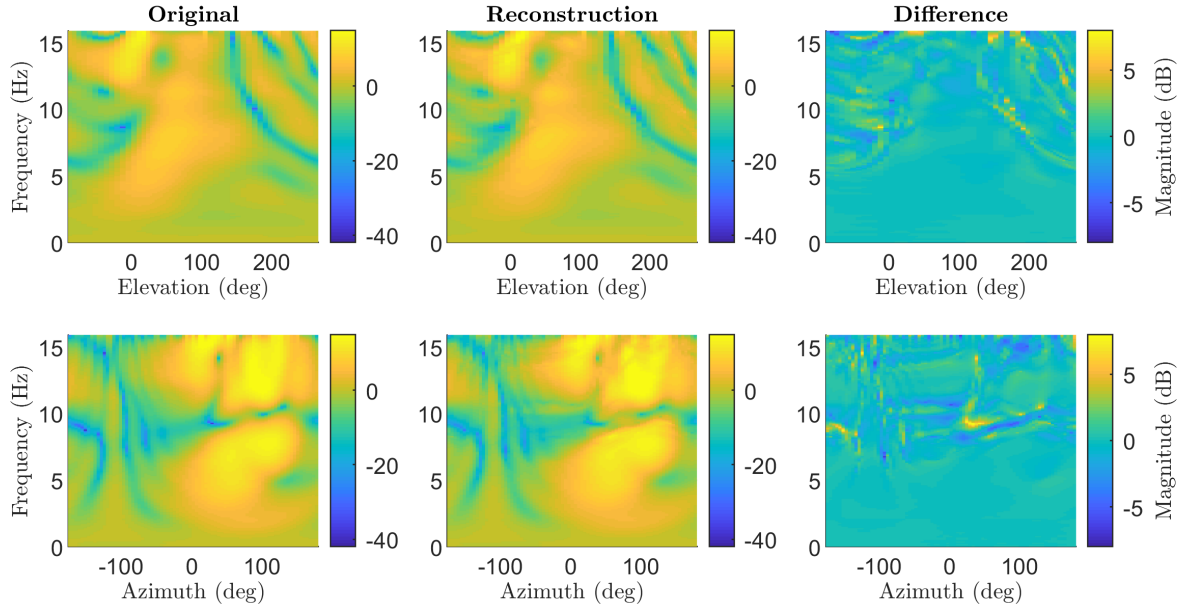 Original Reconstruction Difference
Frequency (Hz) 15 10 5 0 0 -20 -40 15 10 5 0 0 -20 -40 15 10 5 0 5 0 -5 Magnitude (dB)
0 100 200 0 100 200 0 100 200
Elevation (deg) Elevation (deg) Elevation (deg)
Frequency (Hz) 15 10 5 0 0 -20 -40 15 10 5 0 0 -20 -40 15 10 5 0 5 0 -5 Magnitude (dB)
-100 0 100 -100 0 100 -100 0 100
Azimuth (deg) Azimuth (deg) Azimuth (deg)